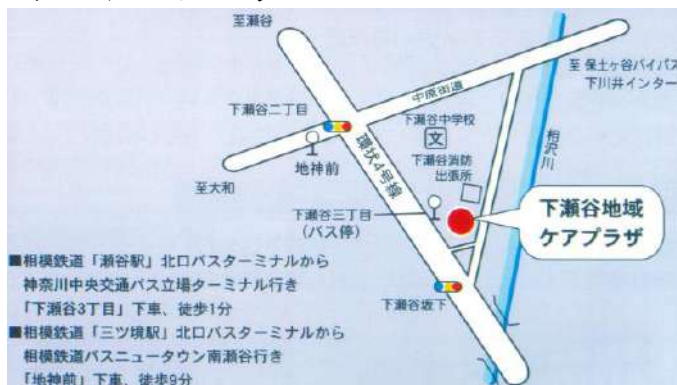 至瀬谷
至 保土ヶ谷バイパス
下川井インター
中原街道
下瀬谷二丁目
下瀬谷中学校
文
環状4号線
地神前
下瀬谷消防
出張所
相沢川
至大和
下瀬谷三丁目
(バス停)
下瀬谷地域
ケアプラザ
下瀬谷坂下
■相模鉄道「瀬谷駅」北口バスターミナルから
神奈川中央交通バス立場ターミナル行き
「下瀬谷3丁目」下車、徒歩1分
■相模鉄道「三ツ境駅」北口バスターミナルから
相模鉄道バスニュータウン南瀬谷行き
「地神前」下車、徒歩9分